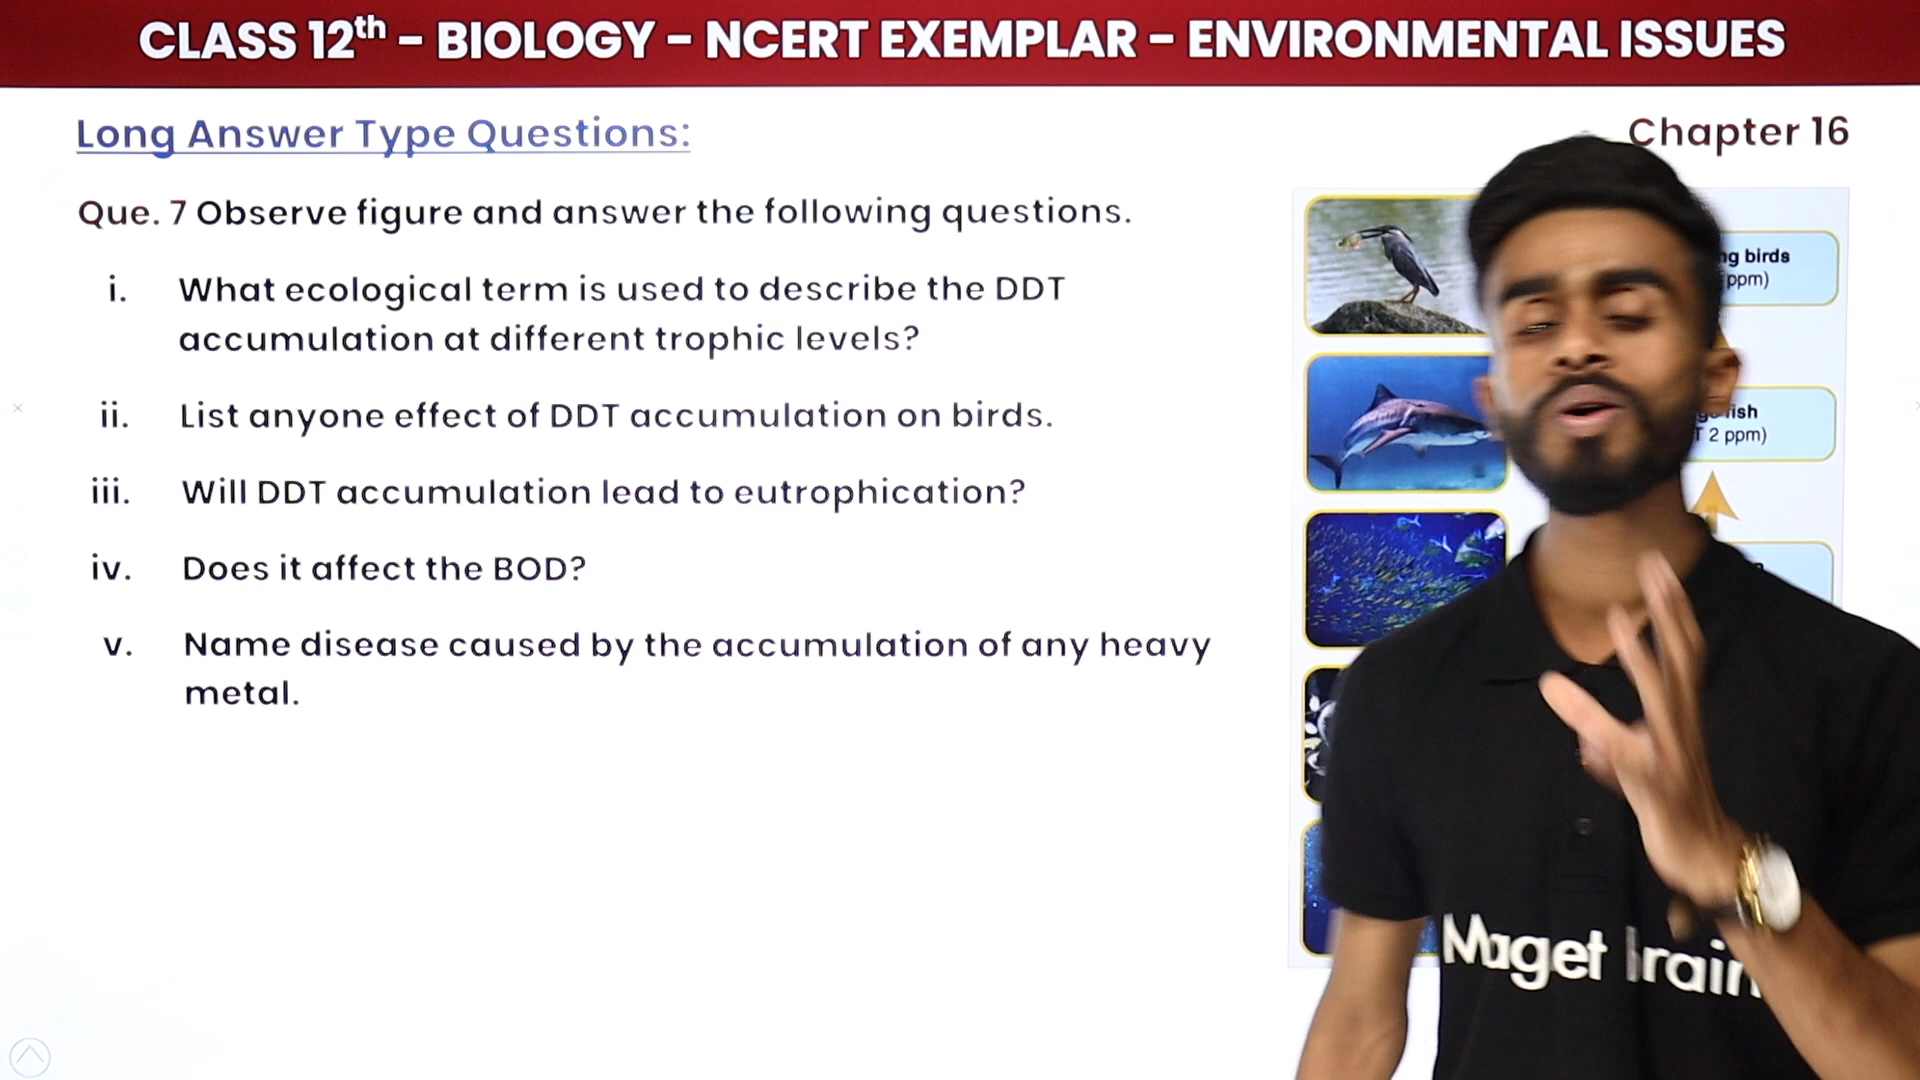 CLASS 12th - BIOLOGY - NCERT EXEMPLAR - ENVIRONMENTAL ISSUES
Long Answer Type Questions:
Chapter 16
Que. 7 Observe figure and answer the following questions.
i. What ecological term is used to describe the DDT
accumulation at different trophic levels?
ii. List anyone effect of DDT accumulation on birds.
iii. Will DDT accumulation lead to eutrophication?
iv. Does it affect the BOD?
v. Name disease caused by the accumulation of any heavy
metal.
birds
ppm)
fish
2 ppm)
Maget